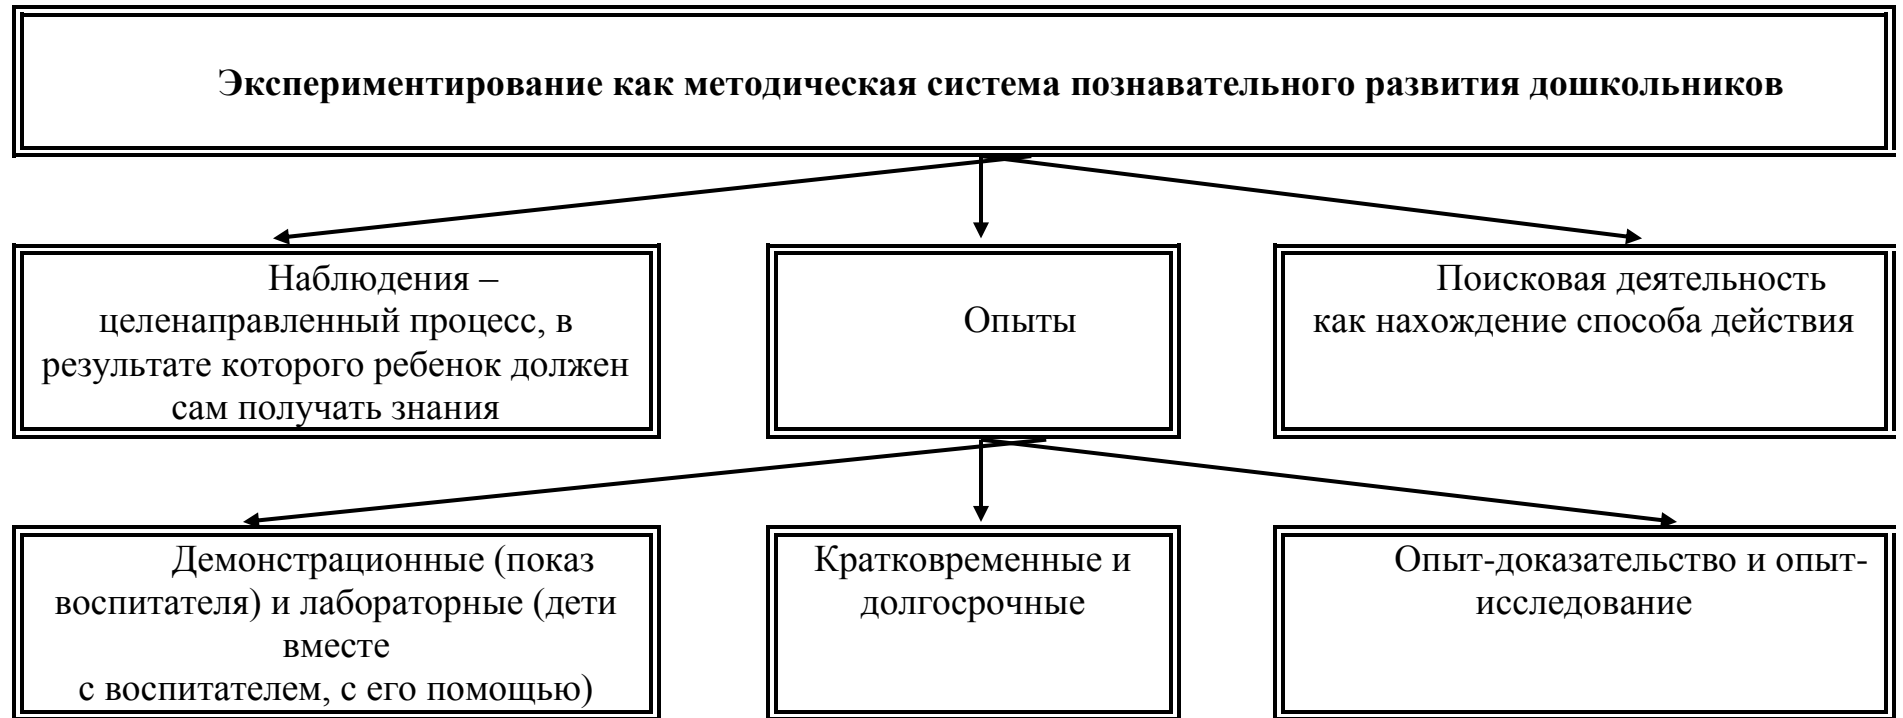 Экспериментирование как методическая система познавательного развития дошкольников
Наблюдения –
целенаправленный процесс, в
результате которого ребенок должен
сам получать знания
Опыты
Поисковая деятельность
как нахождение способа действия
Демонстрационные (показ
воспитателя) и лабораторные (дети
вместе
с воспитателем, с его помощью)
Кратковременные и
долгосрочные
Опыт-доказательство и опыт-
исследование